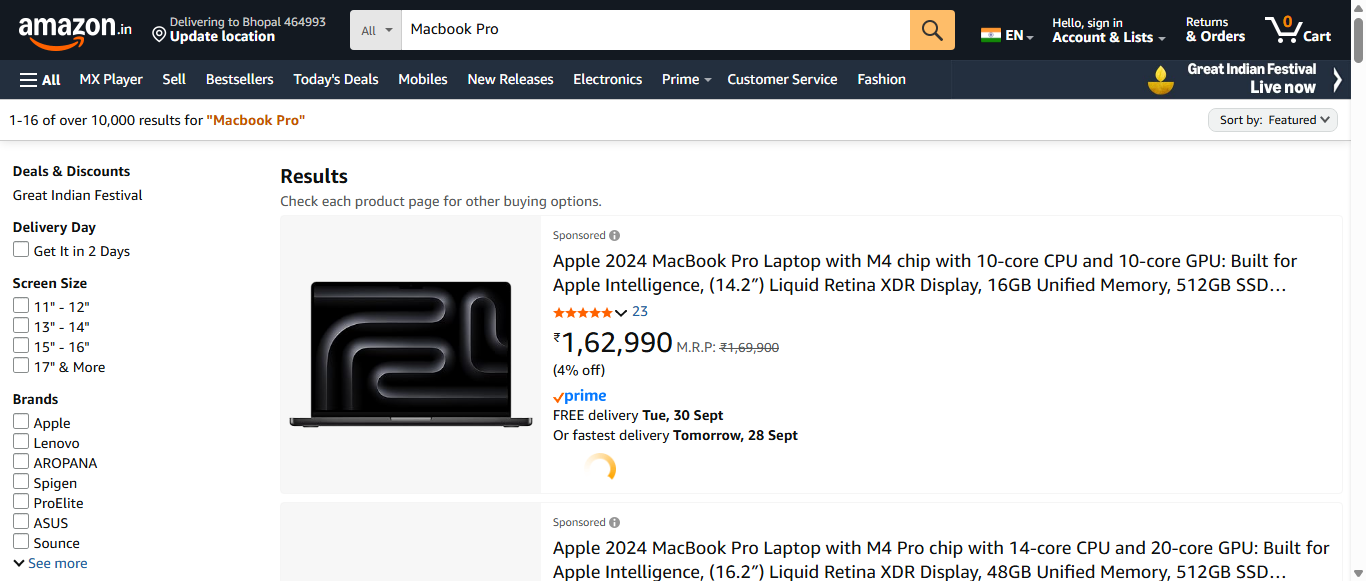 amazon.in
Delivering to Bhopal 464993
Update location
All
Macbook Pro
EN
Hello, sign in
Account & Lists
Returns
& Orders
0
Cart
All
MX Player
Sell
Bestsellers
Today's Deals
Mobiles
New Releases
Electronics
Prime
Customer Service
Fashion
Great Indian Festival
Live now
1-16 of over 10,000 results for "Macbook Pro"
Sort by: Featured
Deals & Discounts
Great Indian Festival
Delivery Day
Get It in 2 Days
Screen Size
11" - 12"
13" - 14"
15" - 16"
17" & More
Brands
Apple
Lenovo
AROPANA
Spigen
ProElite
ASUS
Sounce
See more
Results
Check each product page for other buying options.
Sponsored
Apple 2024 MacBook Pro Laptop with M4 chip with 10-core CPU and 10-core GPU: Built for
Apple Intelligence, (14.2″) Liquid Retina XDR Display, 16GB Unified Memory, 512GB SSD…
23
₹1,62,990 M.R.P: ₹1,69,900
(4% off)
prime
FREE delivery Tue, 30 Sept
Or fastest delivery Tomorrow, 28 Sept
Sponsored
Apple 2024 MacBook Pro Laptop with M4 Pro chip with 14-core CPU and 20-core GPU: Built for
Apple Intelligence, (16.2″) Liquid Retina XDR Display, 48GB Unified Memory, 512GB SSD…